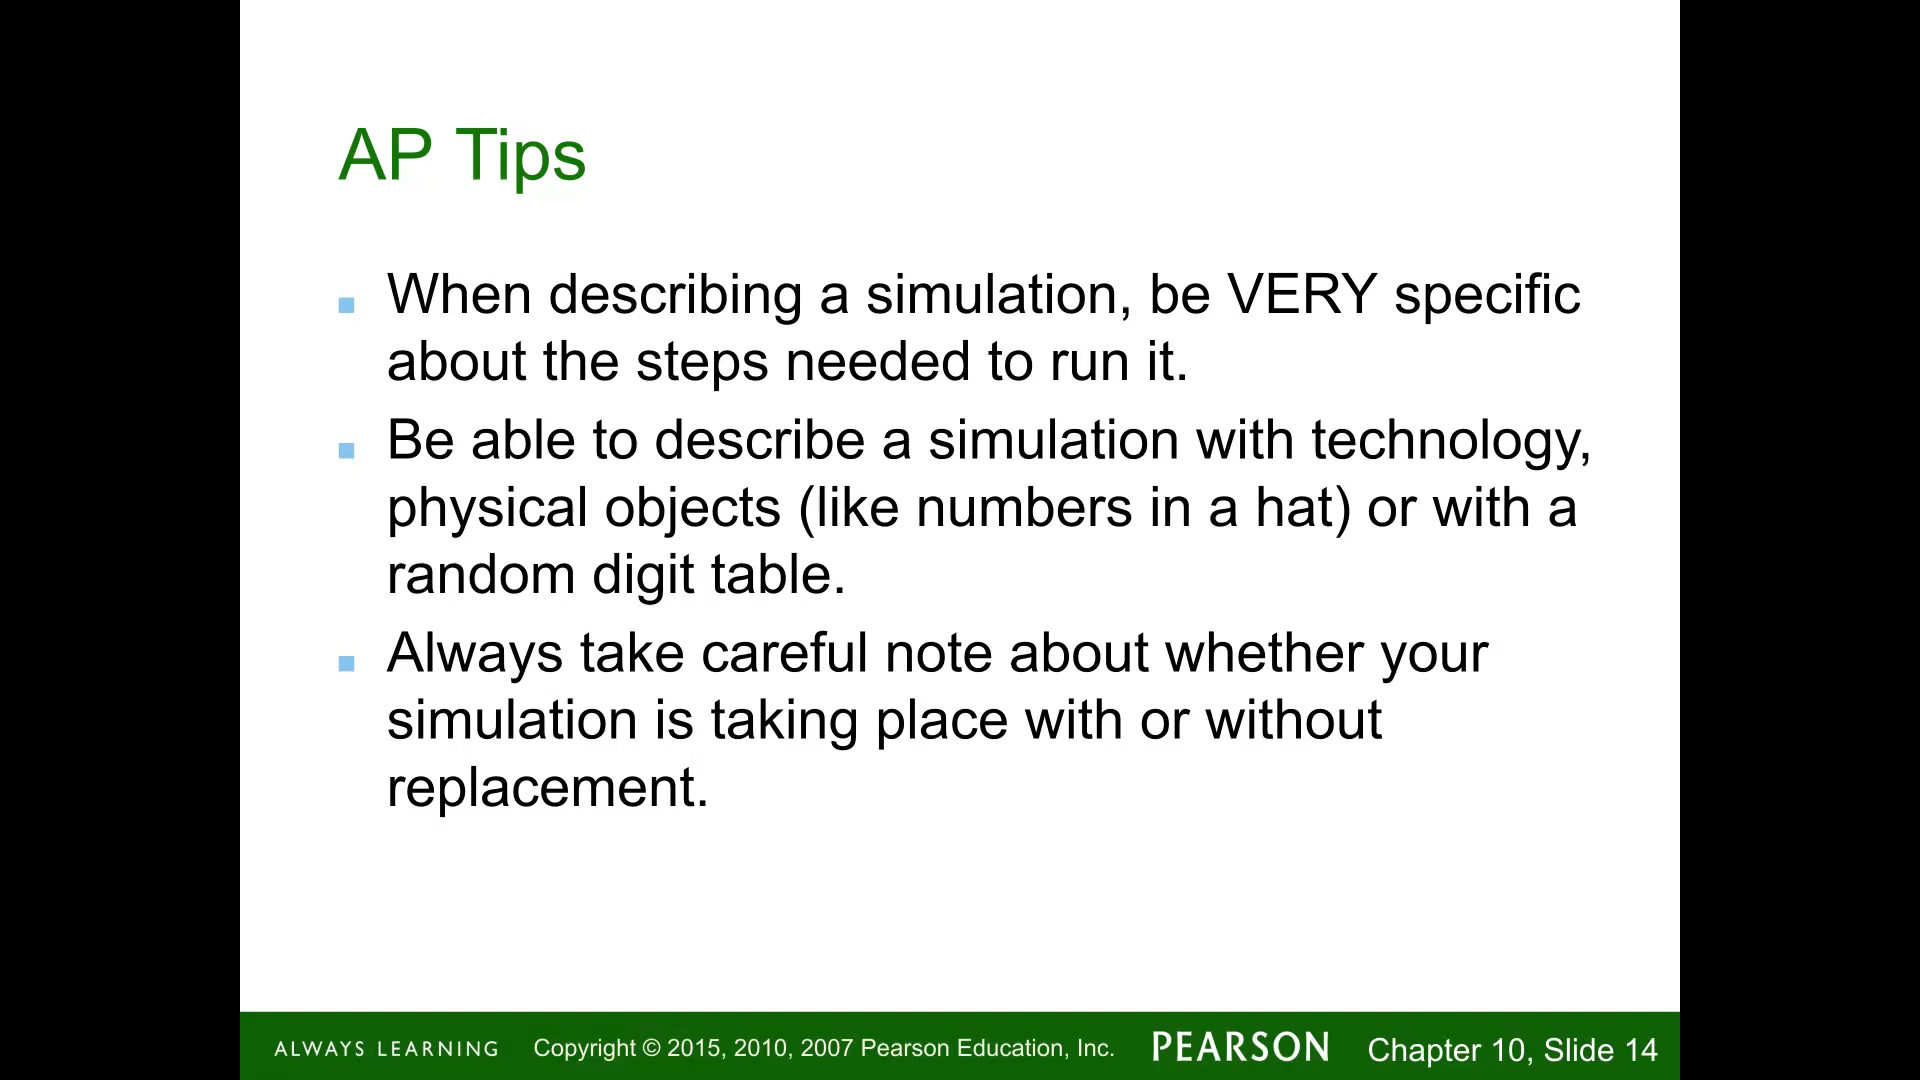 AP Tips
When describing a simulation, be VERY specific
about the steps needed to run it.
Be able to describe a simulation with technology,
physical objects (like numbers in a hat) or with a
random digit table.
Always take careful note about whether your
simulation is taking place with or without
replacement.
ALWAYS LEARNING Copyright © 2015, 2010, 2007 Pearson Education, Inc. PEARSON Chapter 10, Slide 14